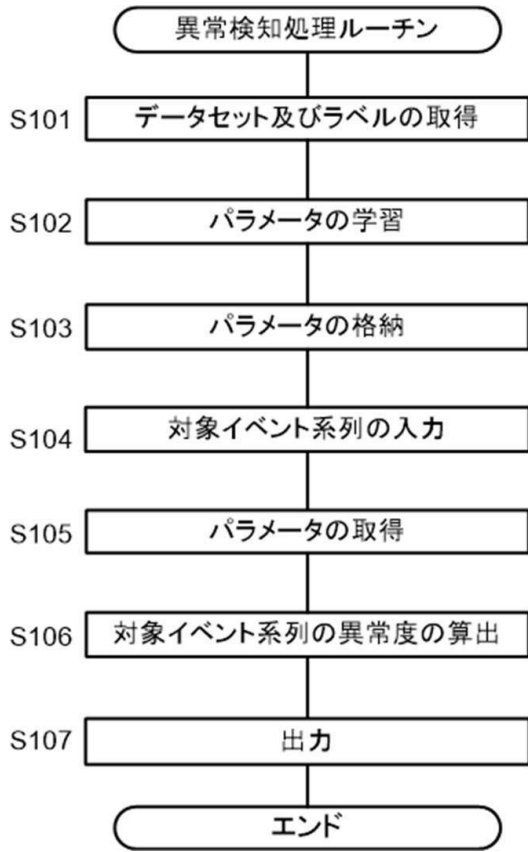 異常検知処理ルーチン
S101 データセット及びラベルの取得
S102 パラメータの学習
S103 パラメータの格納
S104 対象イベント系列の入力
S105 パラメータの取得
S106 対象イベント系列の異常度の算出
S107 出力
エンド